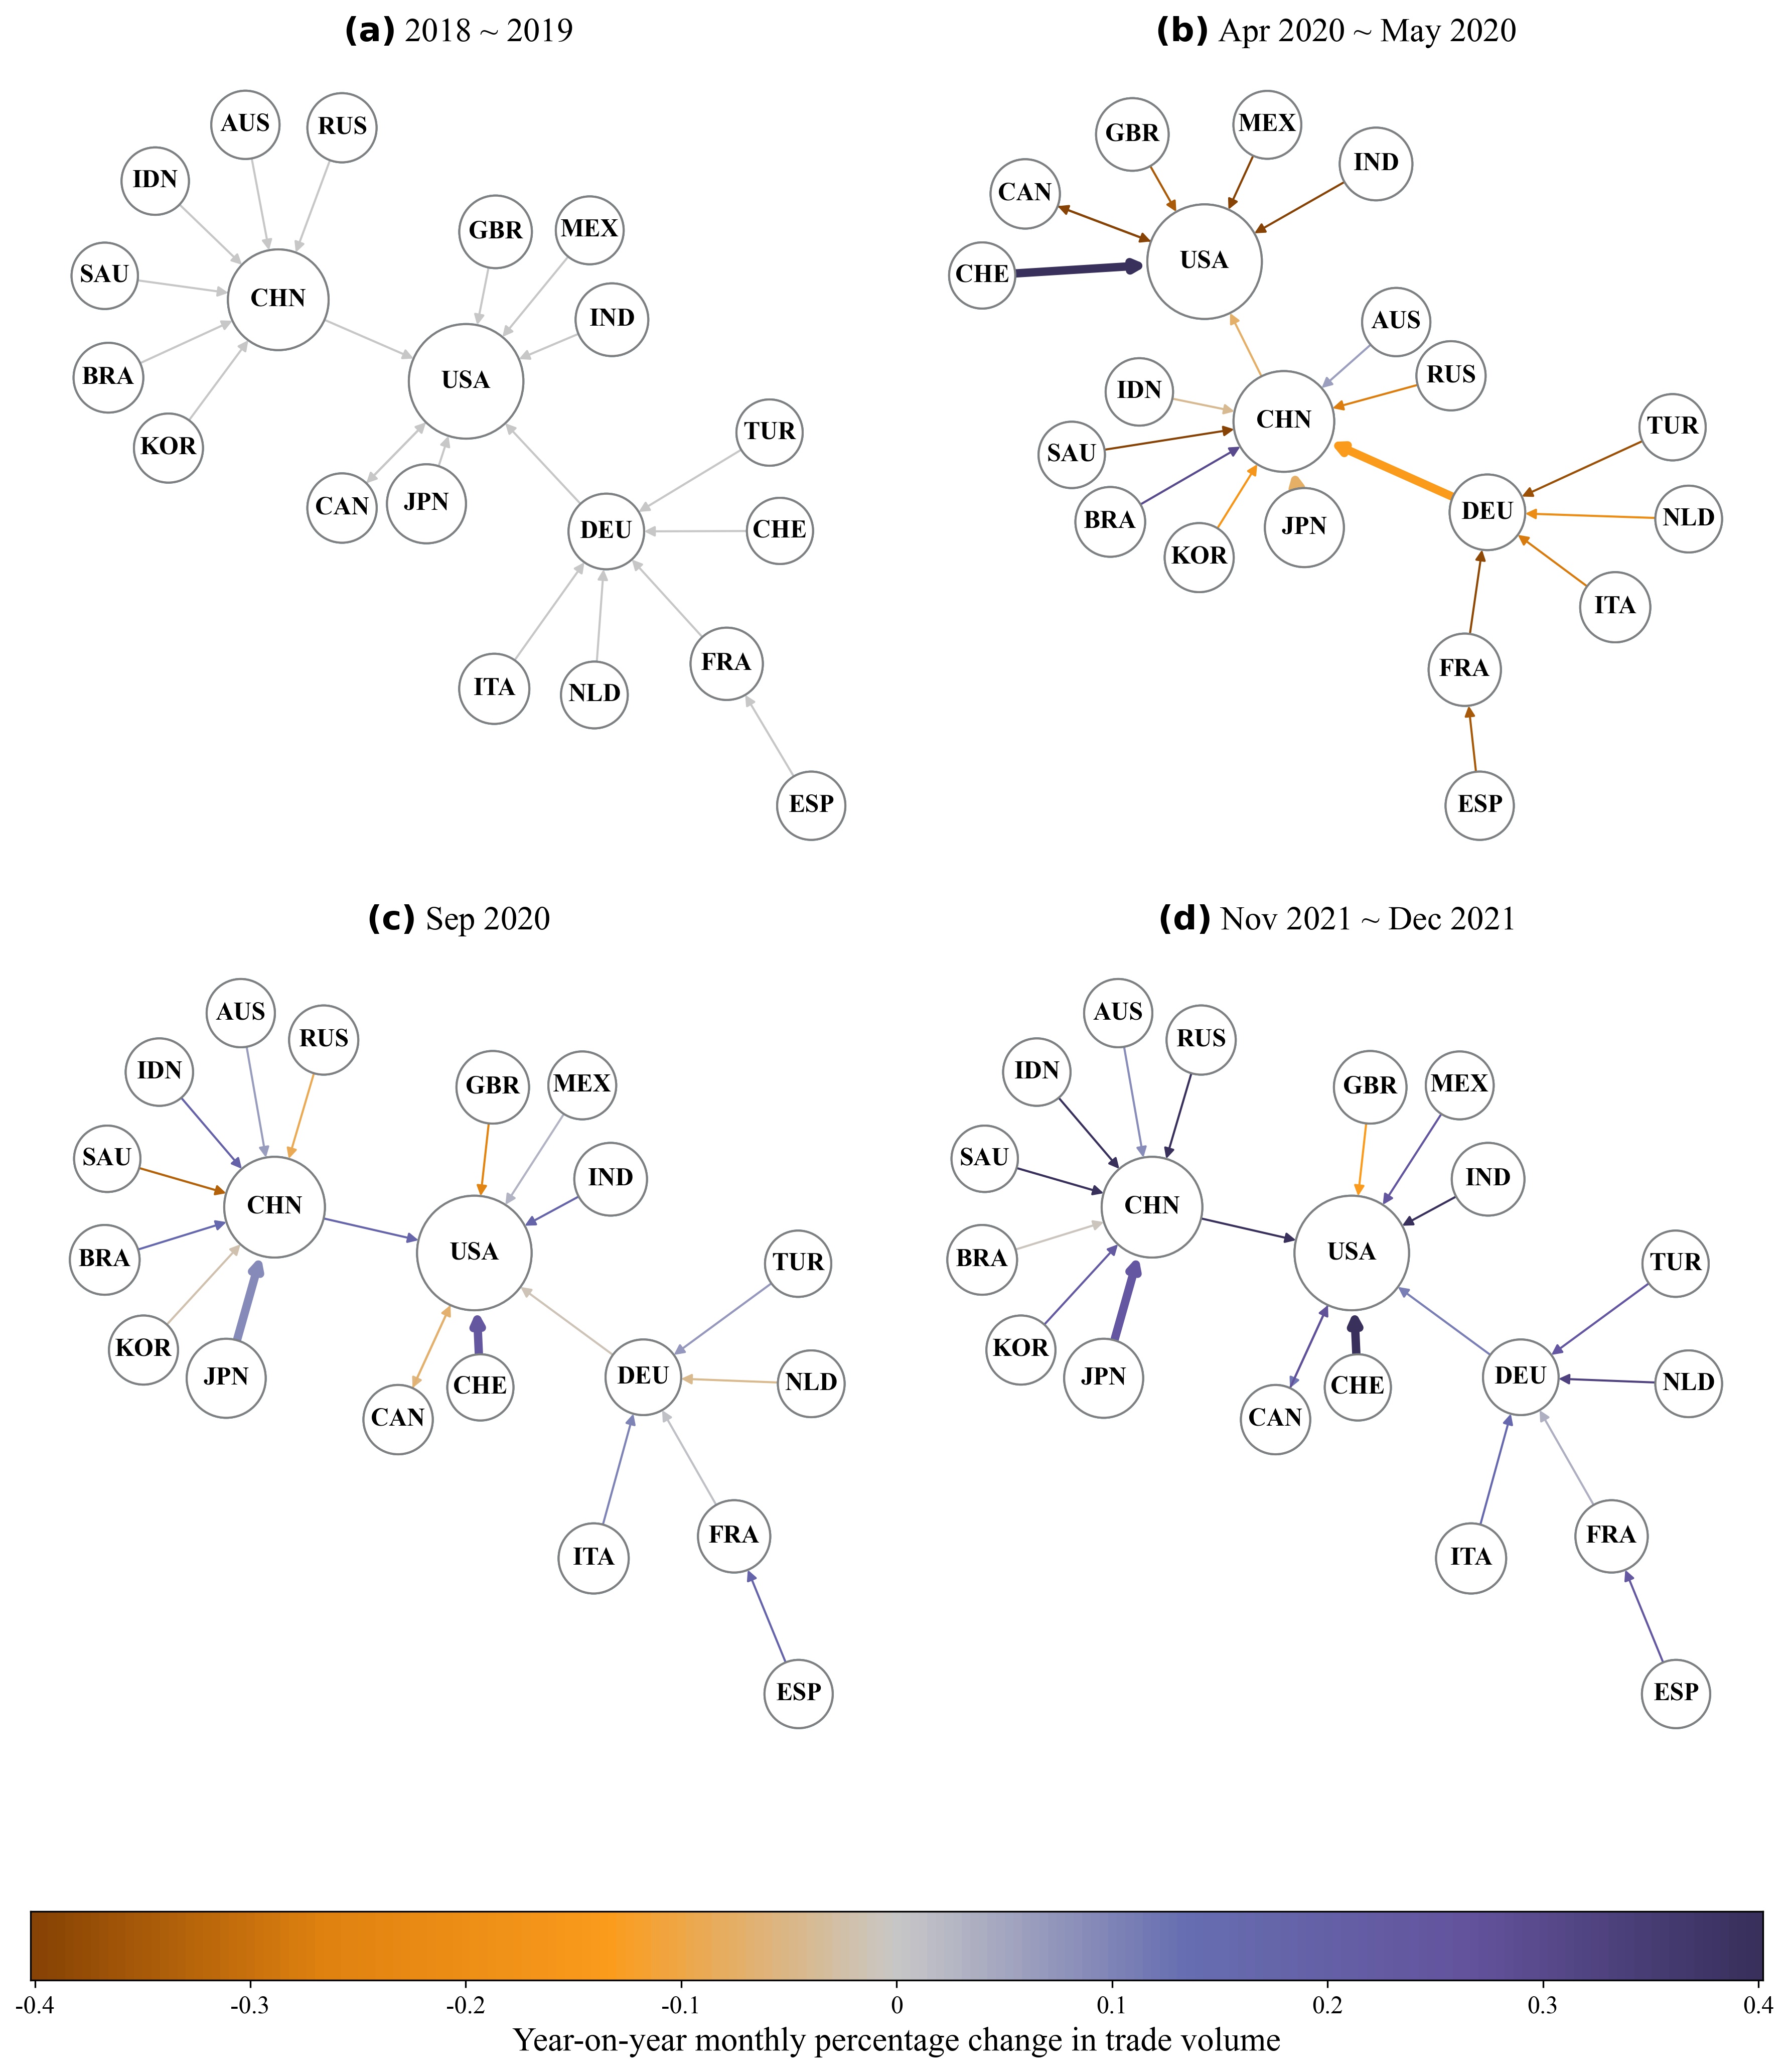 (a) 2018 ~ 2019
AUS
RUS
IDN
GBR
MEX
SAU
CHN
IND
USA
BRA
TUR
KOR
CAN
JPN
DEU
CHE
FRA
ITA
NLD
ESP
(b) Apr 2020 ~ May 2020
GBR
MEX
IND
CAN
USA
CHE
AUS
RUS
IDN
CHN
TUR
SAU
BRA
JPN
DEU
NLD
KOR
ITA
FRA
ESP
(c) Sep 2020
AUS
RUS
IDN
GBR
MEX
SAU
IND
CHN
BRA
USA
TUR
KOR
JPN
CHE
DEU
NLD
CAN
FRA
ITA
ESP
(d) Nov 2021 ~ Dec 2021
AUS
RUS
IDN
GBR
MEX
SAU
IND
CHN
BRA
USA
TUR
KOR
JPN
CHE
DEU
NLD
CAN
FRA
ITA
ESP
-0.4 -0.3 -0.2 -0.1 0 0.1 0.2 0.3 0.4
Year-on-year monthly percentage change in trade volume